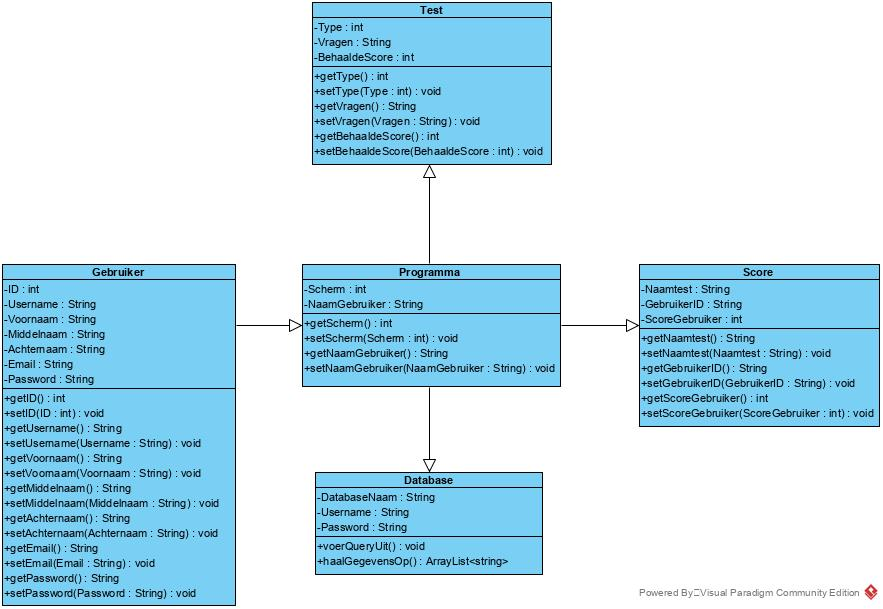 Test
-Type : int
-Vragen : String
-BehaaldeScore : int
+getType() : int
+setType(Type : int) : void
+getVragen() : String
+setVragen(Vragen : String) : void
+getBehaaldeScore() : int
+setBehaaldeScore(BehaaldeScore : int) : void
Gebruiker
-ID : int
-Username : String
-Voornaam : String
-Middelnaam : String
-Achternaam : String
-Email : String
-Password : String
+getID() : int
+setID(ID : int) : void
+getUsername() : String
+setUsername(Username : String) : void
+getVoornaam() : String
+setVoornaam(Voornaam : String) : void
+getMiddelnaam() : String
+setMiddelnaam(Middelnaam : String) : void
+getAchternaam() : String
+setAchternaam(Achternaam : String) : void
+getEmail() : String
+setEmail(Email : String) : void
+getPassword() : String
+setPassword(Password : String) : void
Programma
-Scherm : int
-NaamGebruiker : String
+getScherm() : int
+setScherm(Scherm : int) : void
+getNaamGebruiker() : String
+setNaamGebruiker(NaamGebruiker : String) : void
Score
-Naamtest : String
-GebruikerID : String
-ScoreGebruiker : int
+getNaamtest() : String
+setNaamtest(Naamtest : String) : void
+getGebruikerID() : String
+setGebruikerID(GebruikerID : String) : void
+getScoreGebruiker() : int
+setScoreGebruiker(ScoreGebruiker : int) : void
Database
-DatabaseNaam : String
-Username : String
-Password : String
+voerQueryUit() : void
+haalGegevensOp() : ArrayList<string>
Powered By Visual Paradigm Community Edition